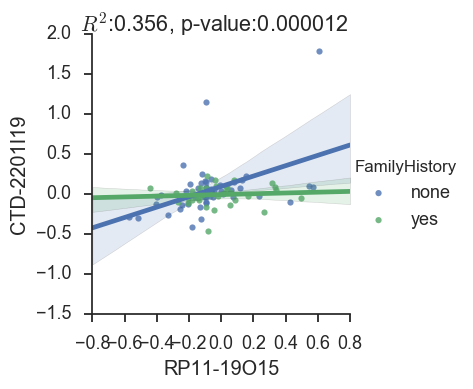 R²:0.356, p-value:0.000012
2.0
1.5
1.0
0.5
0.0
−0.5
−1.0
−1.5
CTD-2201I19
FamilyHistory
none
yes
−0.8 −0.6 −0.4 −0.2 0.0 0.2 0.4 0.6 0.8
RP11-19O15